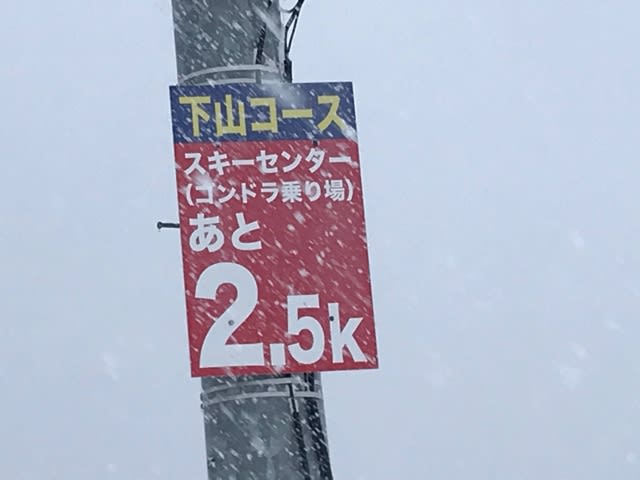 下山コース
スキーセンター
(ゴンドラ乗り場)
あと
2.5k